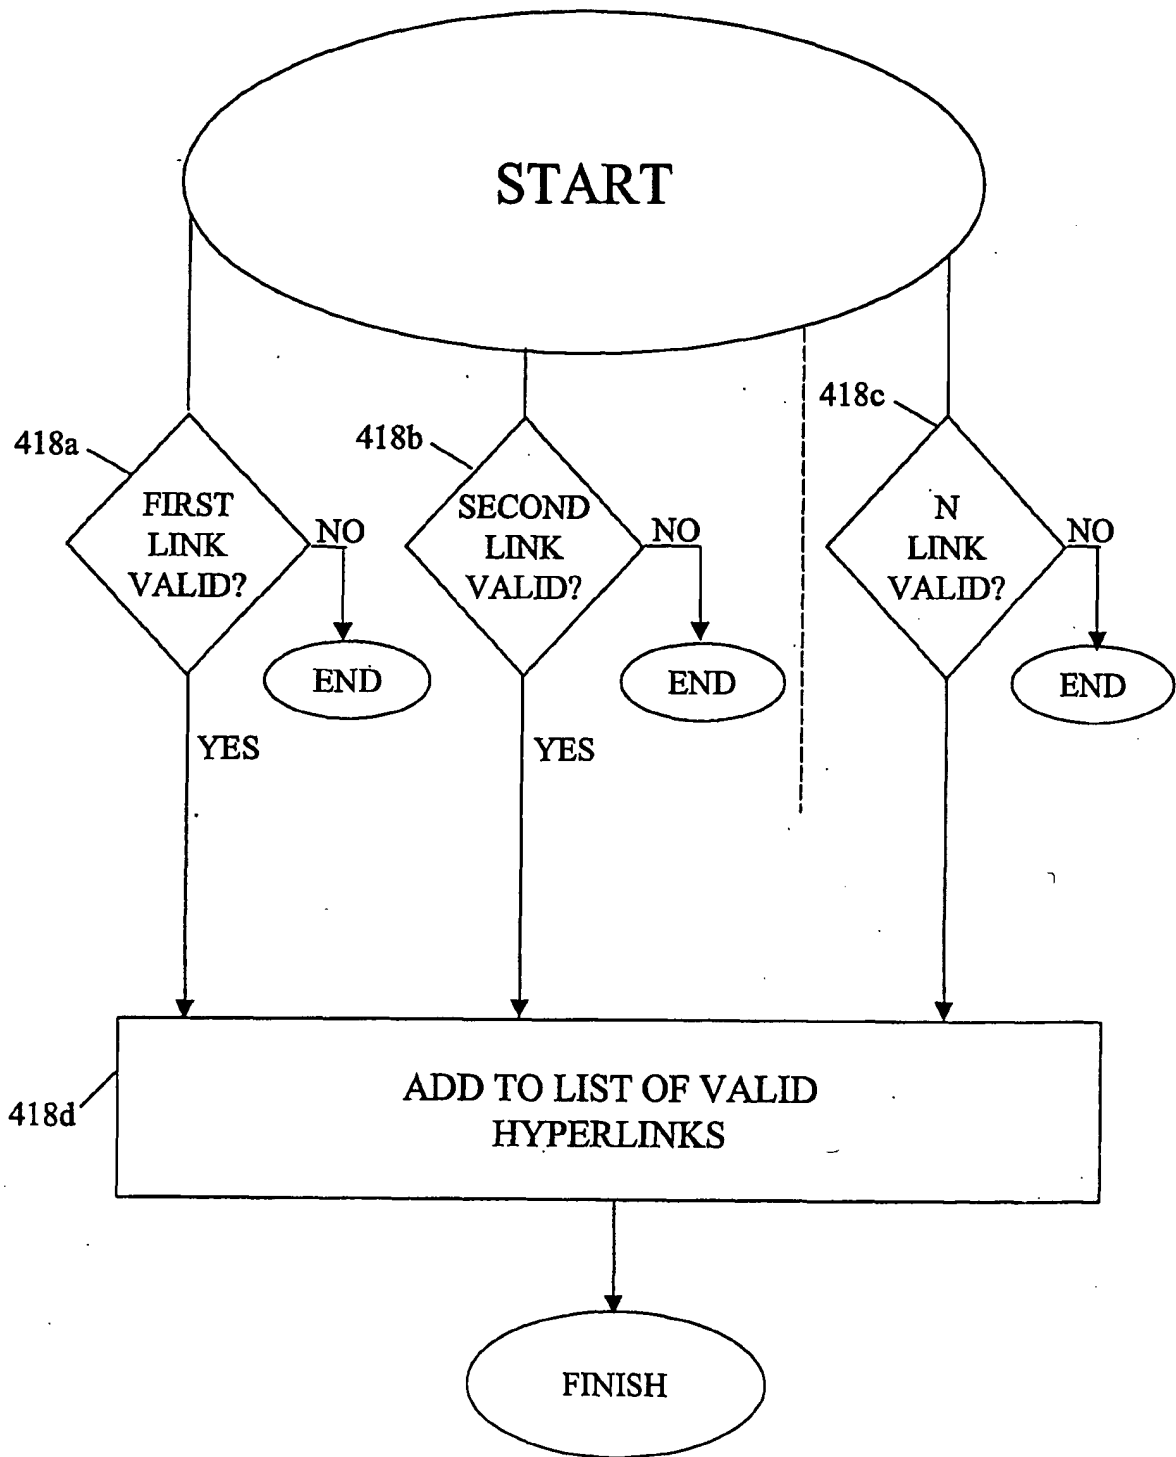 START
418a
418b
418c
FIRST
LINK
VALID?
NO
SECOND
LINK
VALID?
NO
N
LINK
VALID?
NO
END
END
END
YES
YES
418d
ADD TO LIST OF VALID
HYPERLINKS
FINISH